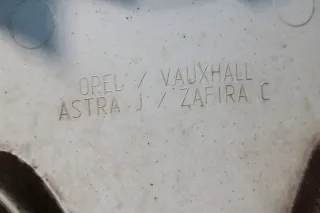 OPEL / VAUXHALL
ASTRA J / ZAFIRA C